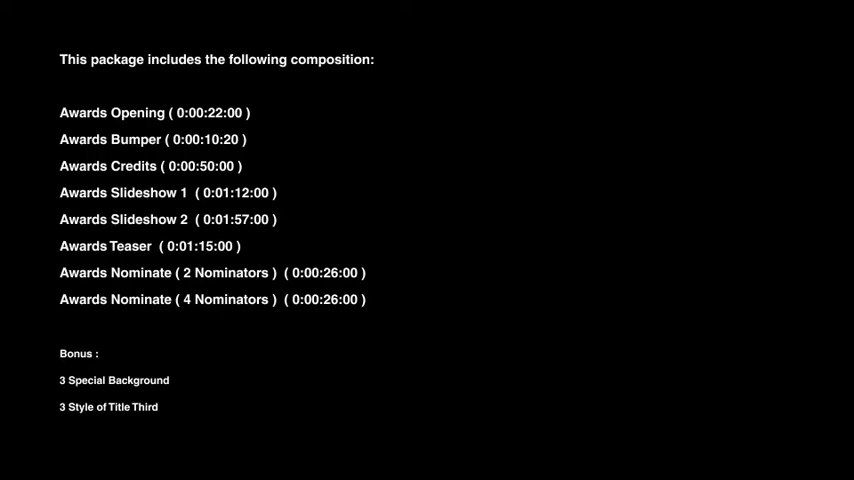 This package includes the following composition:
Awards Opening ( 0:00:22:00 )
Awards Bumper ( 0:00:10:20 )
Awards Credits ( 0:00:50:00 )
Awards Slideshow 1  ( 0:01:12:00 )
Awards Slideshow 2  ( 0:01:57:00 )
Awards Teaser  ( 0:01:15:00 )
Awards Nominate ( 2 Nominators )  ( 0:00:26:00 )
Awards Nominate ( 4 Nominators )  ( 0:00:26:00 )
Bonus :
3 Special Background
3 Style of Title Third